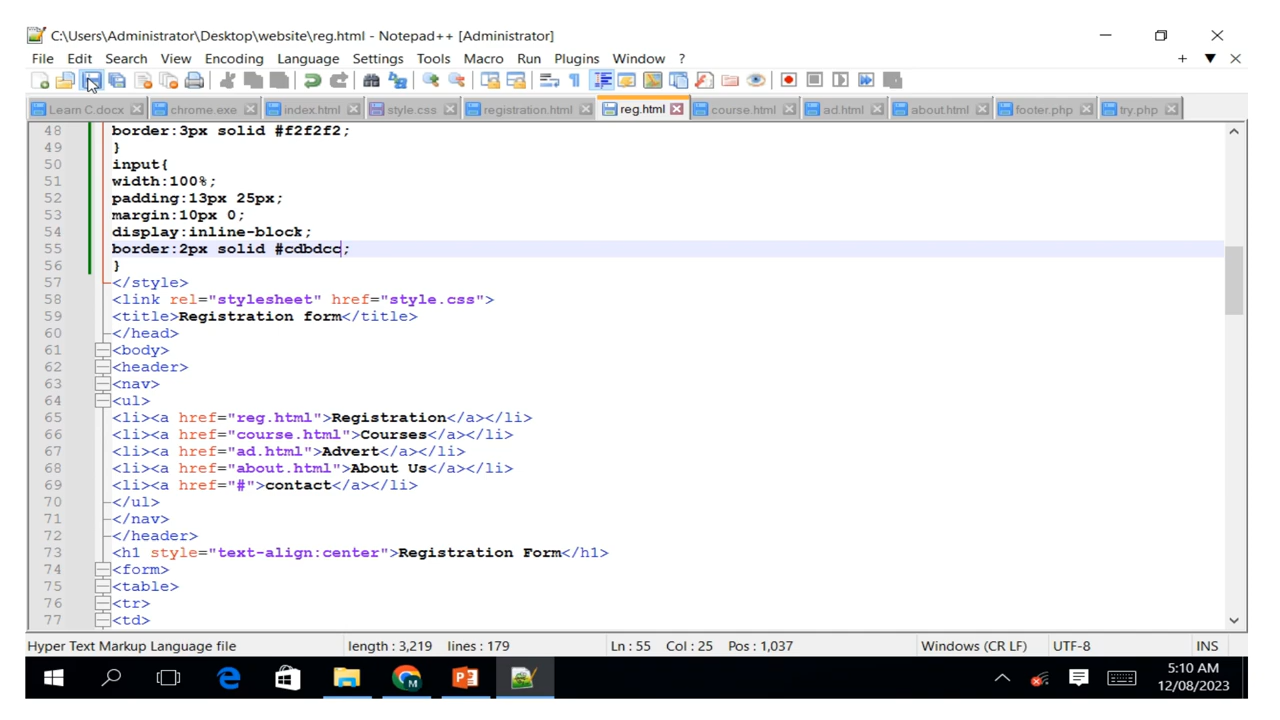 C:\Users\Administrator\Desktop\website\reg.html - Notepad++ [Administrator]
File Edit Search View Encoding Language Settings Tools Macro Run Plugins Window ?
Learn C.docx chrome.exe index.html style.css registration.html reg.html course.html ad.html about.html footer.php try.php
48 border:3px solid #f2f2f2;
49 }
50 input{
51 width:100%;
52 padding:13px 25px;
53 margin:10px 0;
54 display:inline-block;
55 border:2px solid #cdbdcc;
56 }
57 </style>
58 <link rel="stylesheet" href="style.css">
59 <title>Registration form</title>
60 </head>
61 <body>
62 <header>
63 <nav>
64 <ul>
65 <li><a href="reg.html">Registration</a></li>
66 <li><a href="course.html">Courses</a></li>
67 <li><a href="ad.html">Advert</a></li>
68 <li><a href="about.html">About Us</a></li>
69 <li><a href="#">contact</a></li>
70 </ul>
71 </nav>
72 </header>
73 <h1 style="text-align:center">Registration Form</h1>
74 <form>
75 <table>
76 <tr>
77 <td>
Hyper Text Markup Language file length : 3,219 lines : 179 Ln : 55 Col : 25 Pos : 1,037 Windows (CR LF) UTF-8 INS
5:10 AM
12/08/2023